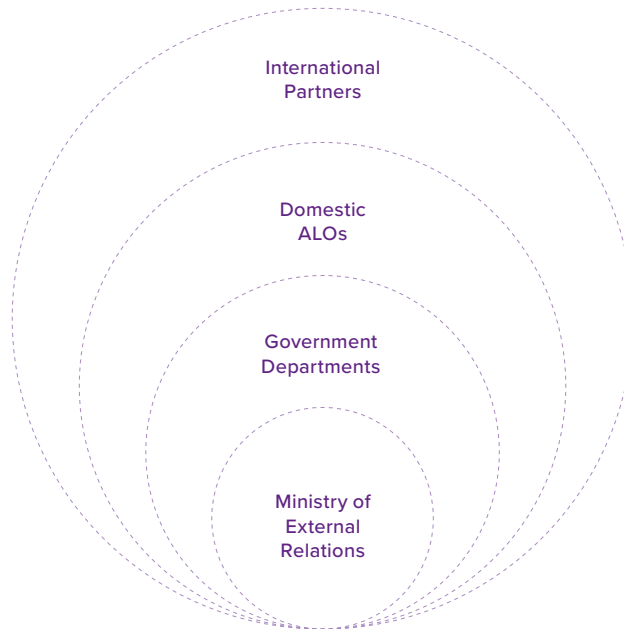 International
Partners
Domestic
ALOs
Government
Departments
Ministry of
External
Relations